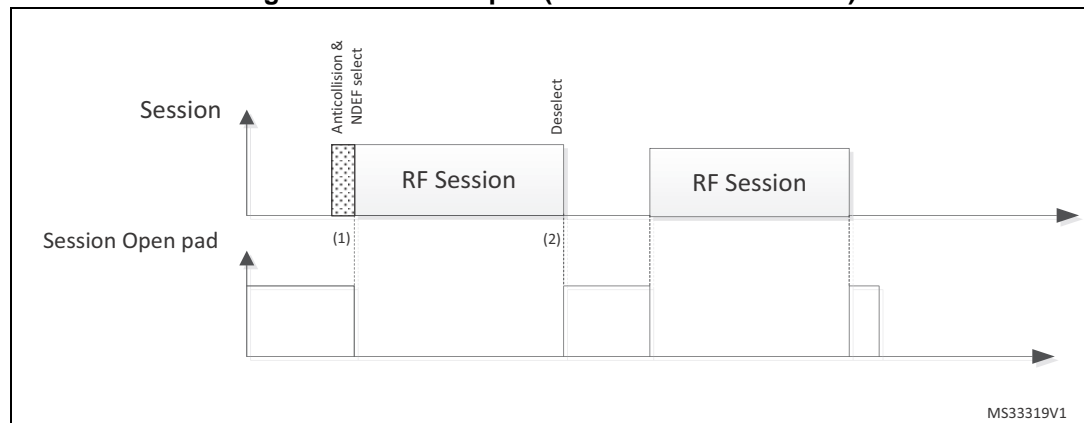 Anticollision &
NDEF select
Deselect
Session
RF Session
RF Session
(1)
(2)
Session Open pad
MS33319V1